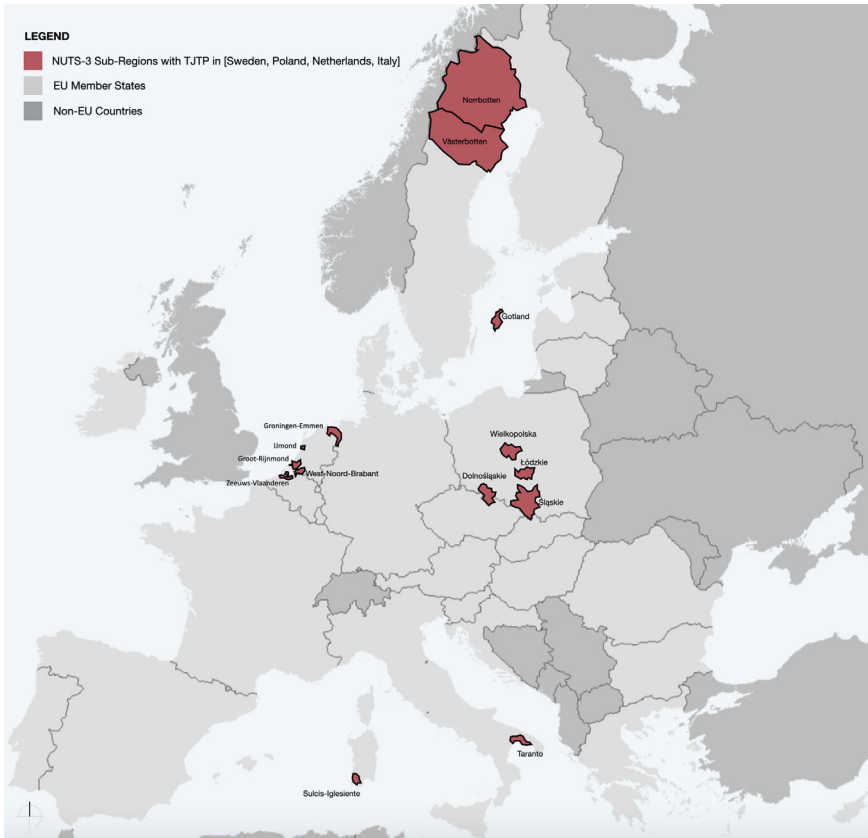 LEGEND
NUTS-3 Sub-Regions with TJTP in [Sweden, Poland, Netherlands, Italy]
EU Member States
Non-EU Countries
Norrbotten
Västerbotten
Gotland
Groningen-Emmen
IJmond
Groot-Rijnmond
West-Noord-Brabant
Zeeuws-Vlaanderen
Wielkopolska
Łódzkie
Dolnośląskie
Śląskie
Taranto
Sulcis-Iglesiente